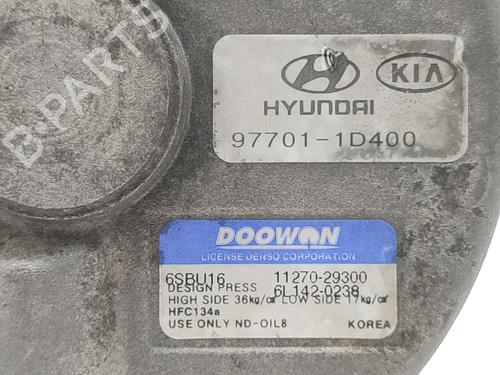 B-PARTS
KIA
HYUNDAI
97701-1D400
DOOWON
LICENSE DENSO CORPORATION
6SBU16 11270-29300
DESIGN PRESS 6L142-0238
HIGH SIDE 36kg/㎠ LOW SIDE 17kg/㎠
HFC134a
USE ONLY ND-OIL8 KOREA